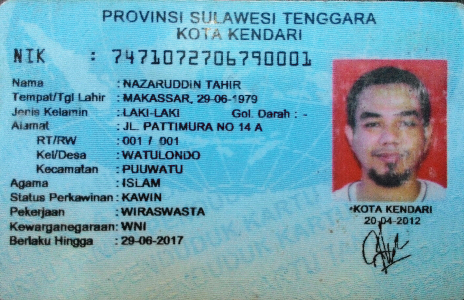 PROVINSI SULAWESI TENGGARA
KOTA KENDARI
NIK : 7471072706790001
Nama : NAZARUDDIN TAHIR
Tempat/Tgl Lahir : MAKASSAR, 29-06-1979
Jenis Kelamin : LAKI-LAKI Gol. Darah : -
Alamat : JL. PATTIMURA NO 14 A
RT/RW : 001 / 001
Kel/Desa : WATULONDO
Kecamatan : PUUWATU
Agama : ISLAM
Status Perkawinan : KAWIN
Pekerjaan : WIRASWASTA
Kewarganegaraan : WNI
Berlaku Hingga : 29-06-2017
KOTA KENDARI
20-04-2012